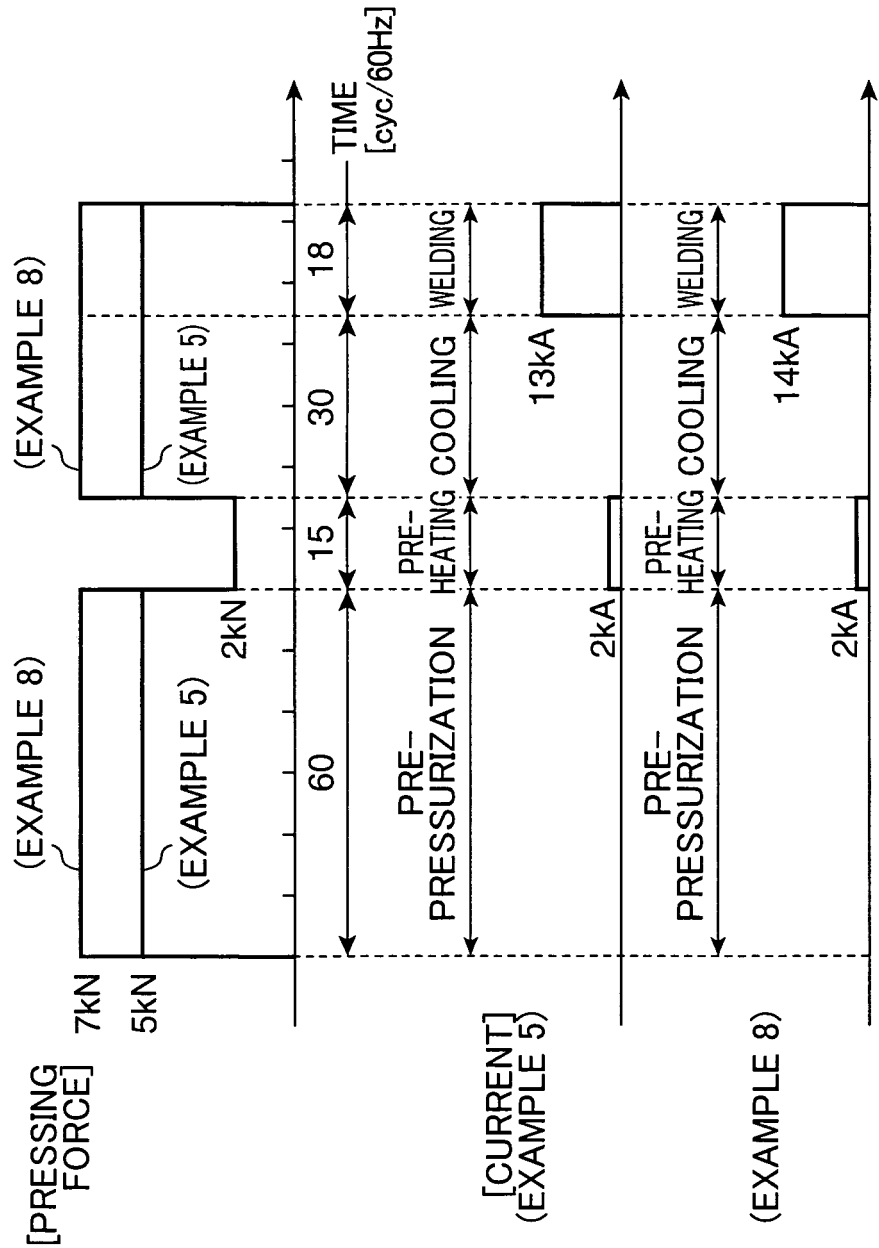 [PRESSING
FORCE]
7kN
5kN
(EXAMPLE 8)
(EXAMPLE 5)
2kN
(EXAMPLE 8)
(EXAMPLE 5)
60
15
30
18
TIME
[cyc/60Hz]
[CURRENT]
(EXAMPLE 5)
PRE-
PRESSURIZATION
PRE-
HEATING
COOLING
WELDING
2kA
13kA
(EXAMPLE 8)
PRE-
PRESSURIZATION
PRE-
HEATING
COOLING
WELDING
2kA
14kA